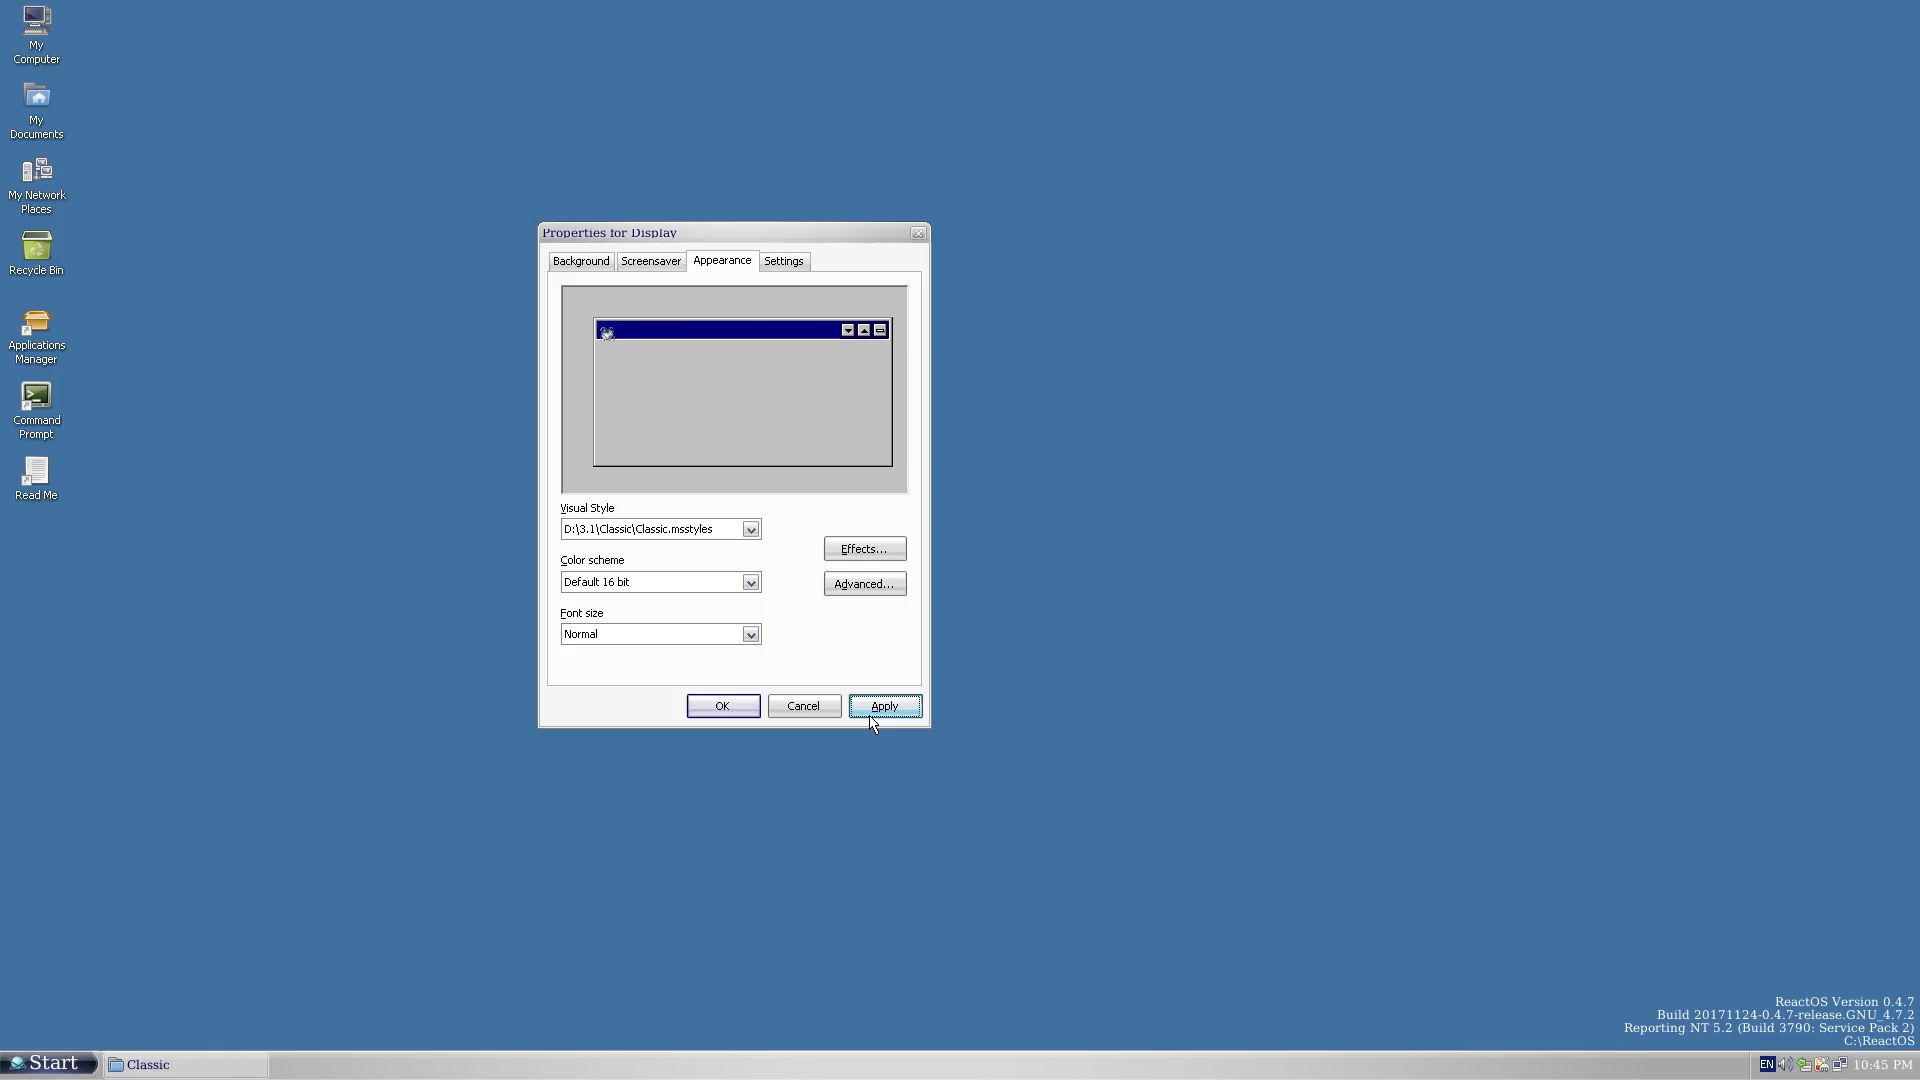 My
Computer
My
Documents
My Network
Places
Recycle Bin
Applications
Manager
Command
Prompt
Read Me
Properties for Display
Background Screensaver Appearance Settings
Visual Style
D:\3.1\Classic\Classic.msstyles
Effects...
Color scheme
Default 16 bit
Advanced...
Font size
Normal
OK Cancel Apply
ReactOS Version 0.4.7
Build 20171124-0.4.7-release.GNU_4.7.2
Reporting NT 5.2 (Build 3790: Service Pack 2)
C:\ReactOS
Start Classic EN 10:45 PM